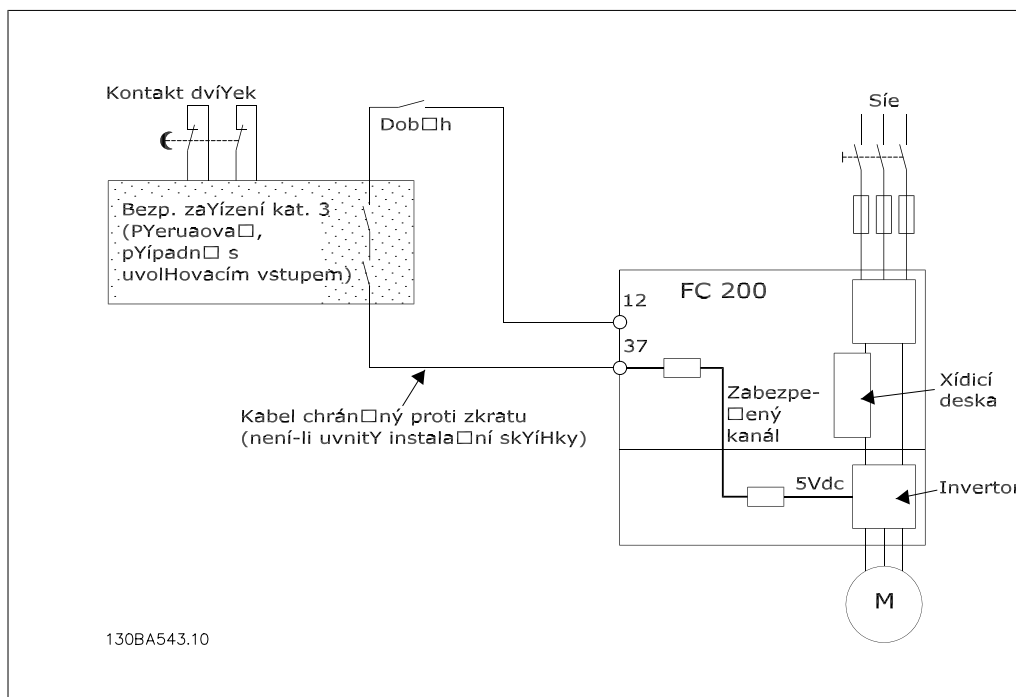 Kontakt dvíYek
Síe
Dob□h
Bezp. zaYízení kat. 3
(PYeruaova□,
pYípadn□ s
uvolHovacím vstupem)
FC 200
12
37
Xídicí
deska
Zabezpe-
□ený
kanál
Kabel chrán□ný proti zkratu
(není-li uvnitY instala□ní skYíHky)
5Vdc
Invertor
M
130BA543.10